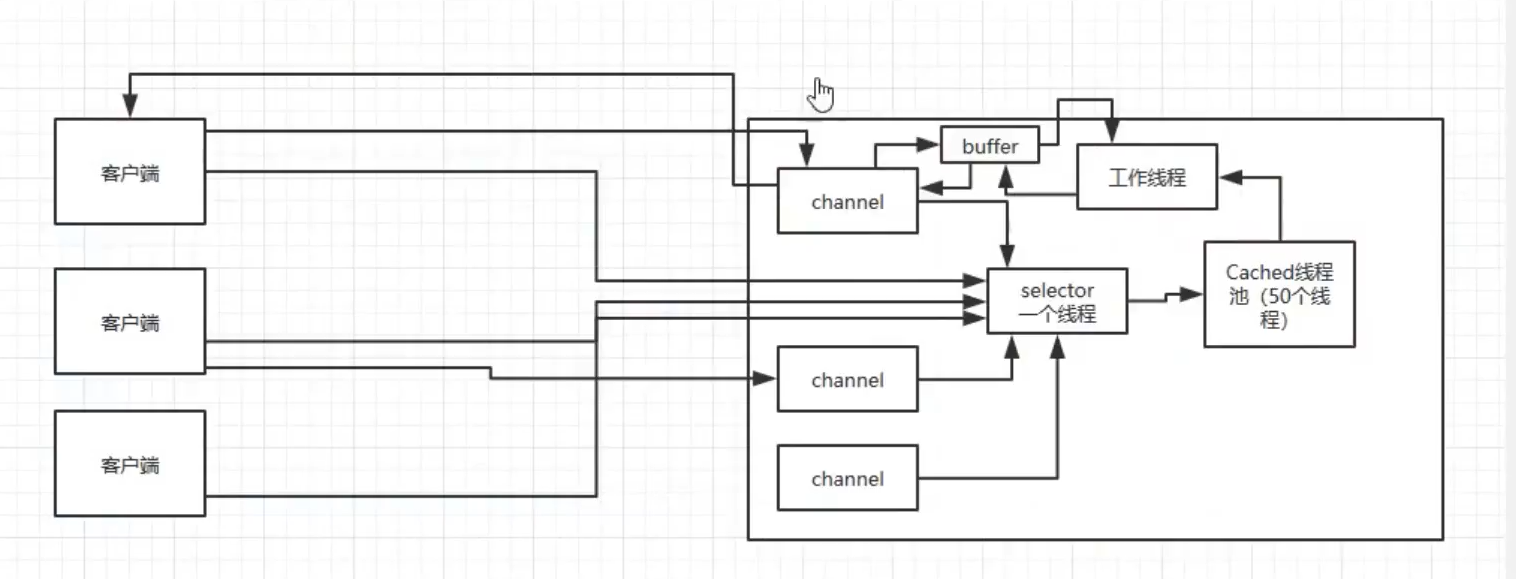 客户端
客户端
客户端
channel
buffer
工作线程
selector
一个线程
Cached线程
池（50个线
程）
channel
channel